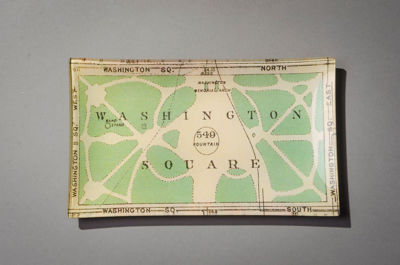 WASHINGTON SQ. NORTH
WASHINGTON
MEMORIAL ARCH
WASHINGTON
549
FOUNTAIN
SQUARE
WASHINGTON S SQ. WEST
WASHINGTON SQ. EAST
WASHINGTON SQ. SOUTH